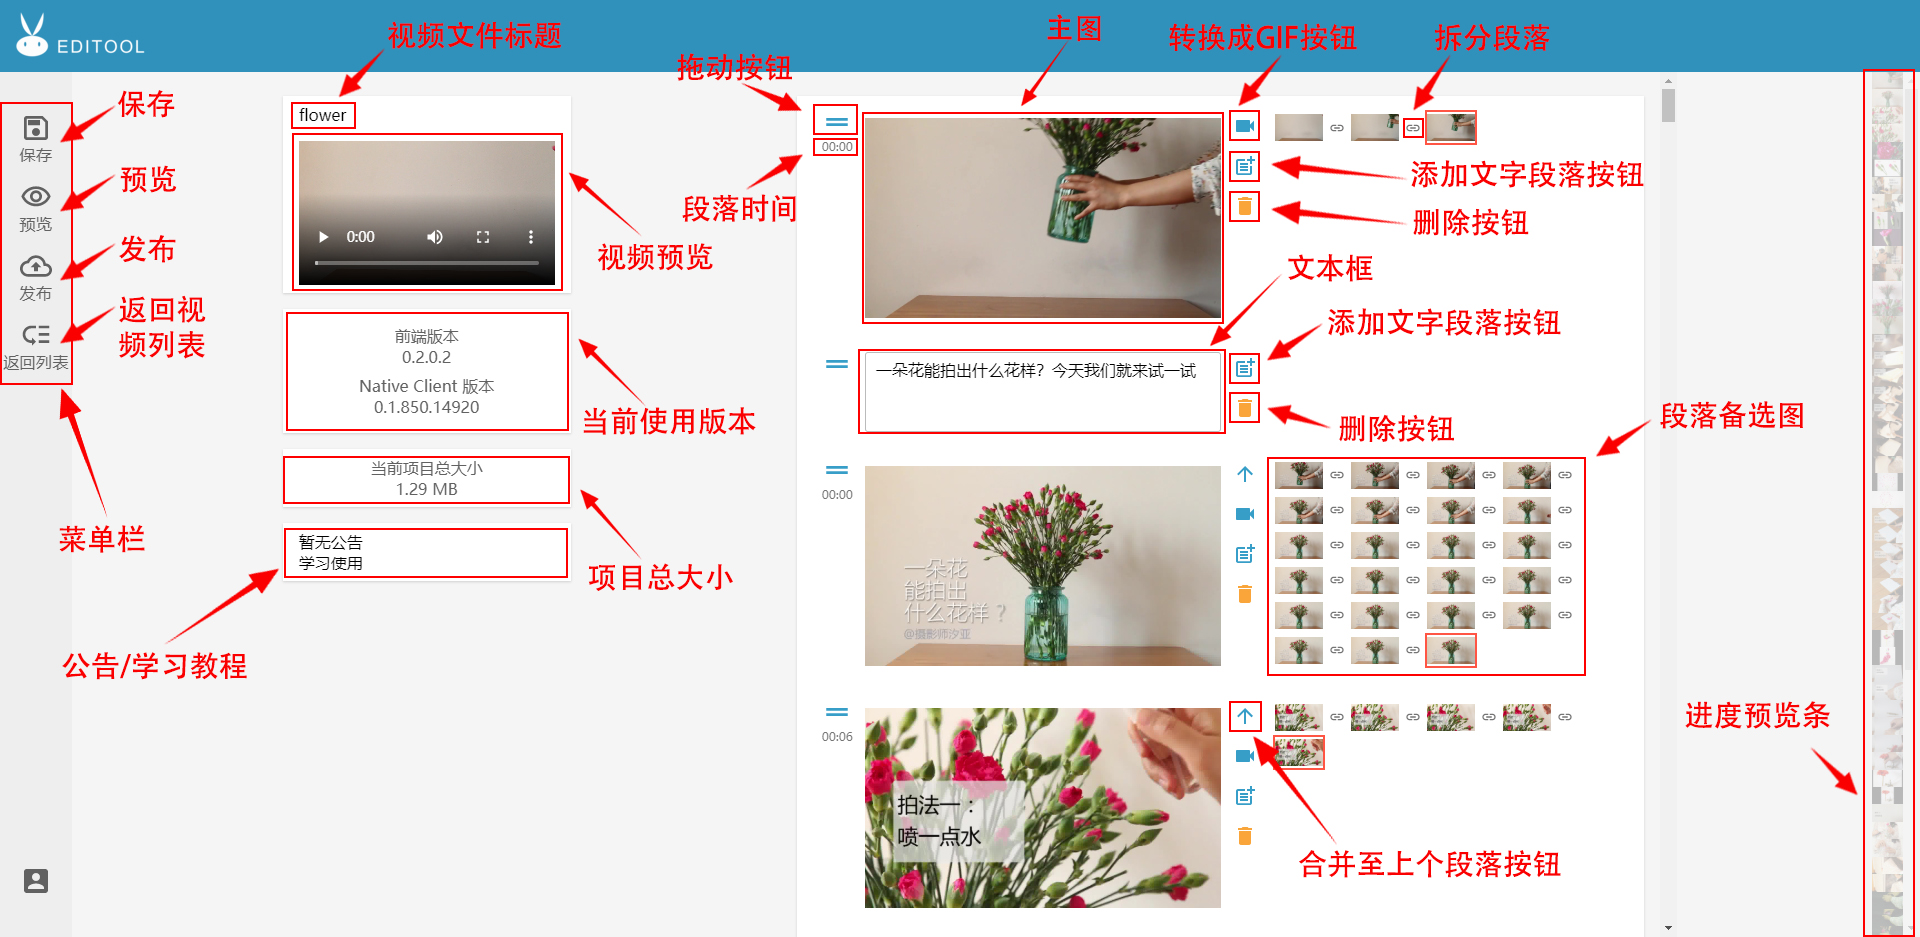 EDITOOL
视频文件标题
拖动按钮
主图
转换成GIF按钮
拆分段落
保存
保存
预览
预览
发布
发布
返回视
频列表
返回列表
菜单栏
flower
0:00
视频预览
前端版本
0.2.0.2
Native Client 版本
0.1.850.14920
当前使用版本
当前项目总大小
1.29 MB
项目总大小
暂无公告
学习使用
公告/学习教程
00:00
段落时间
添加文字段落按钮
删除按钮
文本框
添加文字段落按钮
一朵花能拍出什么花样？今天我们就来试一试
删除按钮
段落备选图
00:00
一朵花
能拍出
什么花样？
@摄影师汐亚
00:06
拍法一：
喷一点水
合并至上个段落按钮
进度预览条